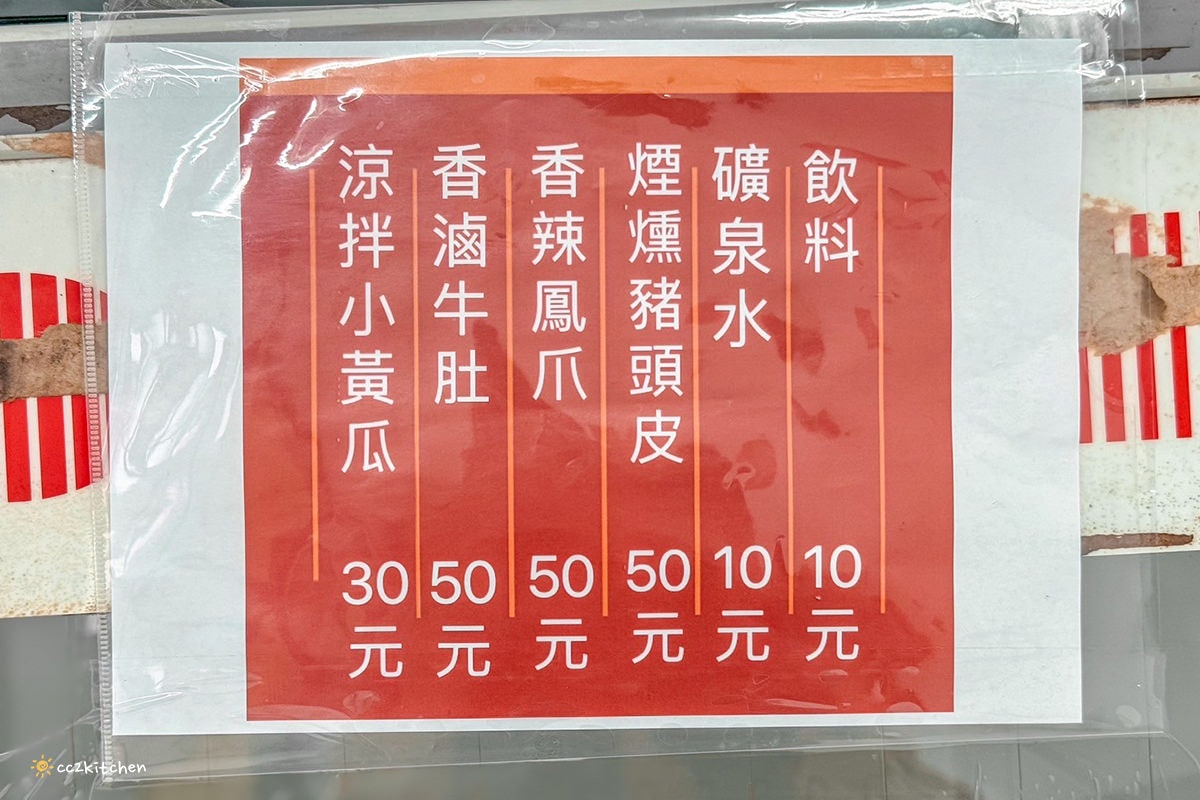 飲料 10元
礦泉水 10元
煙燻豬頭皮 50元
香辣鳳爪 50元
香滷牛肚 50元
涼拌小黃瓜 30元
cczkitchen